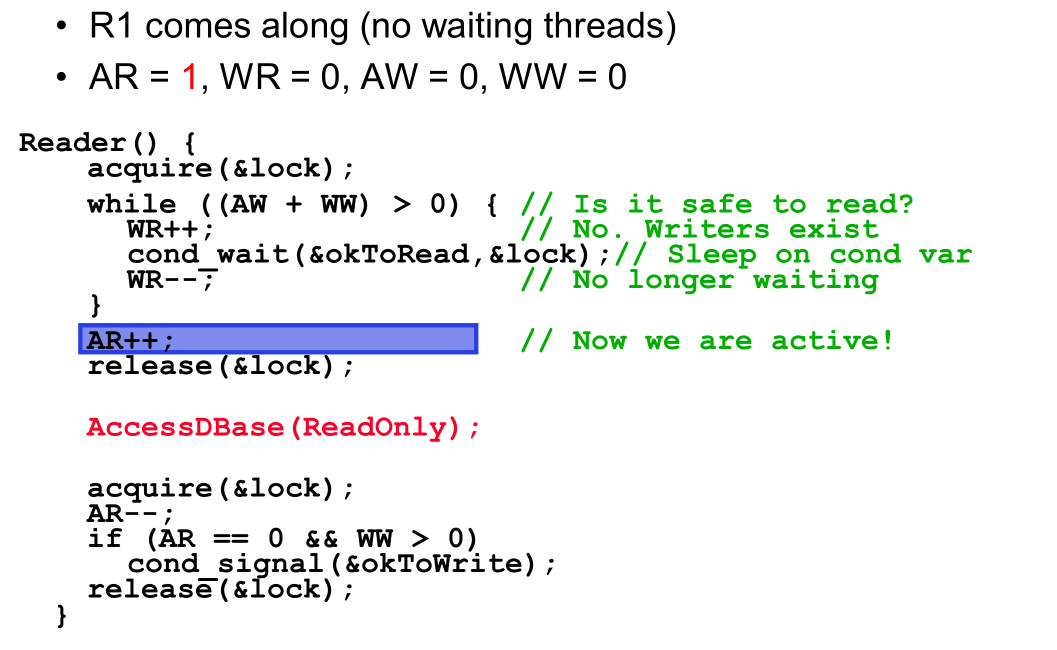 • R1 comes along (no waiting threads)
• AR = 1, WR = 0, AW = 0, WW = 0
Reader() {
acquire(&lock);
while ((AW + WW) > 0) { // Is it safe to read?
WR++; // No. Writers exist
cond_wait(&okToRead,&lock);// Sleep on cond var
WR--; // No longer waiting
}
AR++; // Now we are active!
release(&lock);
AccessDBase(ReadOnly);
acquire(&lock);
AR--;
if (AR == 0 && WW > 0)
cond_signal(&okToWrite);
release(&lock);
}